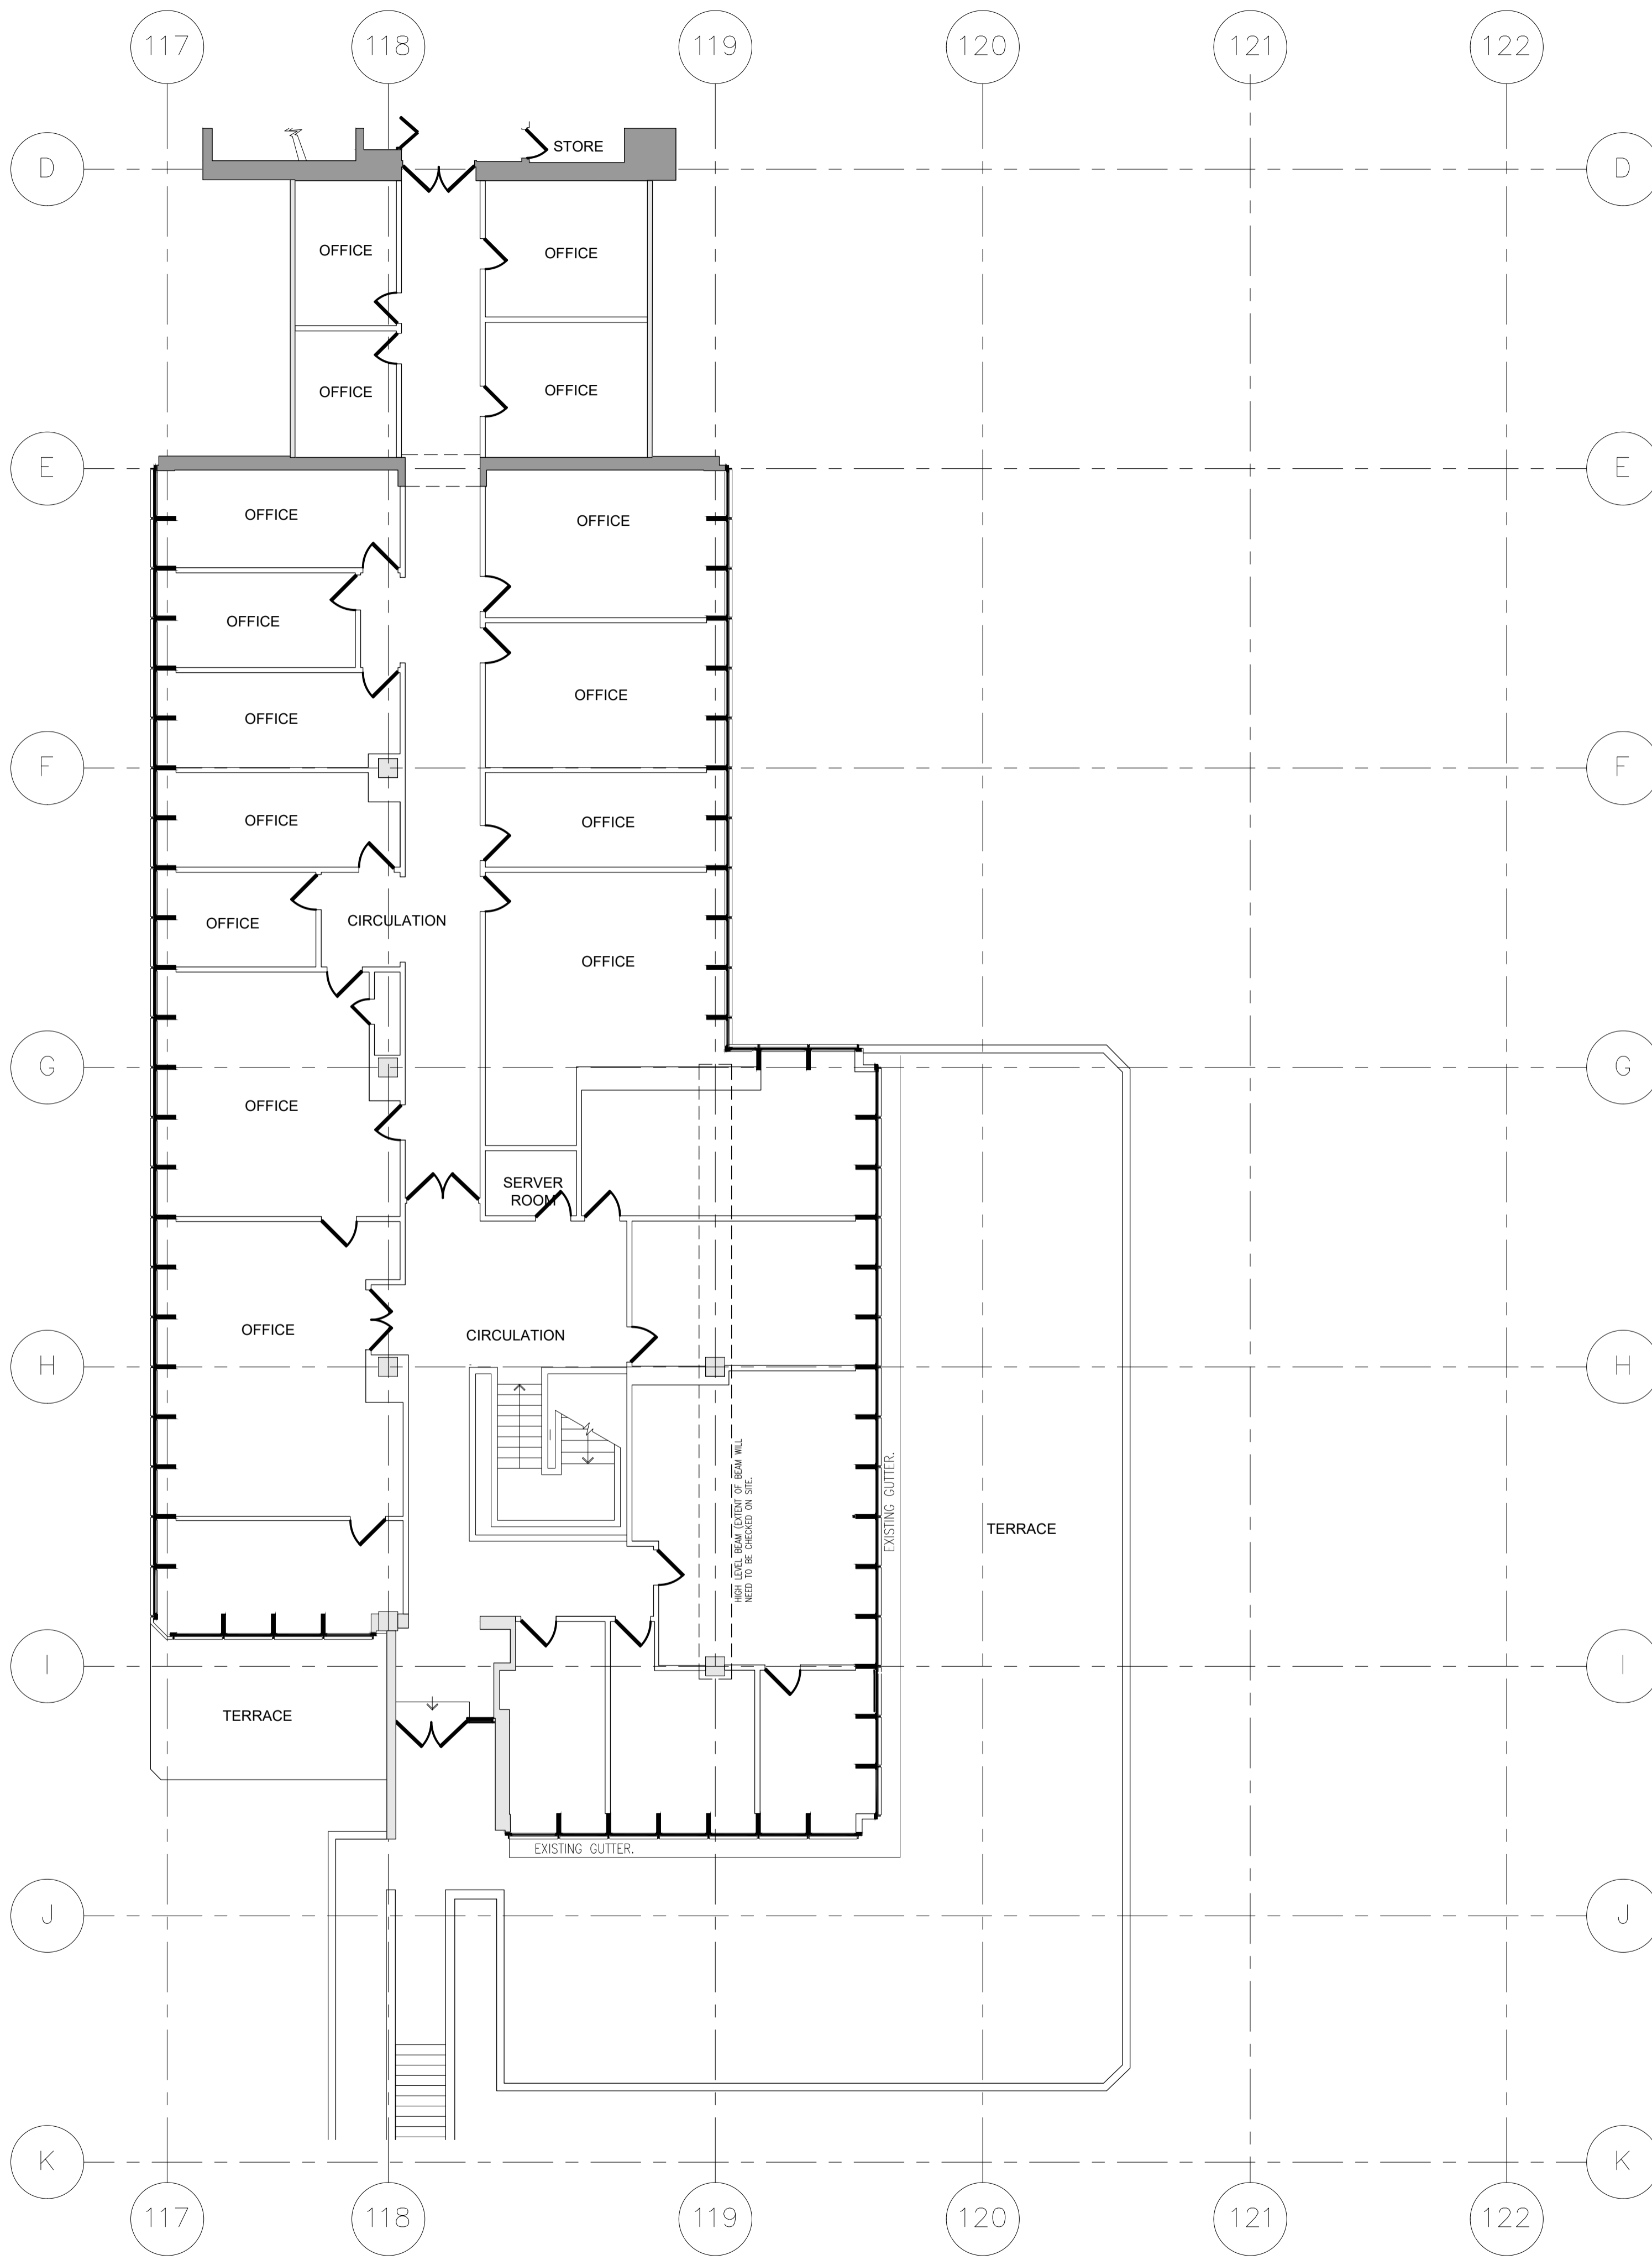 117
118
119
120
121
122
STORE
D
D
OFFICE
OFFICE
OFFICE
OFFICE
E
E
OFFICE
OFFICE
OFFICE
OFFICE
OFFICE
F
F
OFFICE
OFFICE
OFFICE
CIRCULATION
OFFICE
G
G
OFFICE
SERVER
ROOM
OFFICE
CIRCULATION
H
H
HIGH LEVEL BEAM (EXTENT OF BEAM WILL
NEED TO BE CHECKED ON SITE.
EXISTING GUTTER.
TERRACE
I
I
TERRACE
EXISTING GUTTER.
J
J
K
K
117
118
119
120
121
122